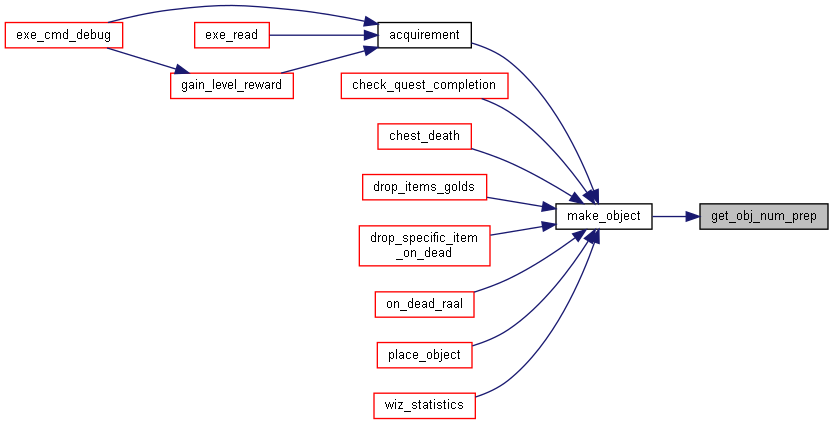 exe_cmd_debug
exe_read
acquirement
gain_level_reward
check_quest_completion
chest_death
drop_items_golds
make_object
get_obj_num_prep
drop_specific_item
_on_dead
on_dead_raal
place_object
wiz_statistics